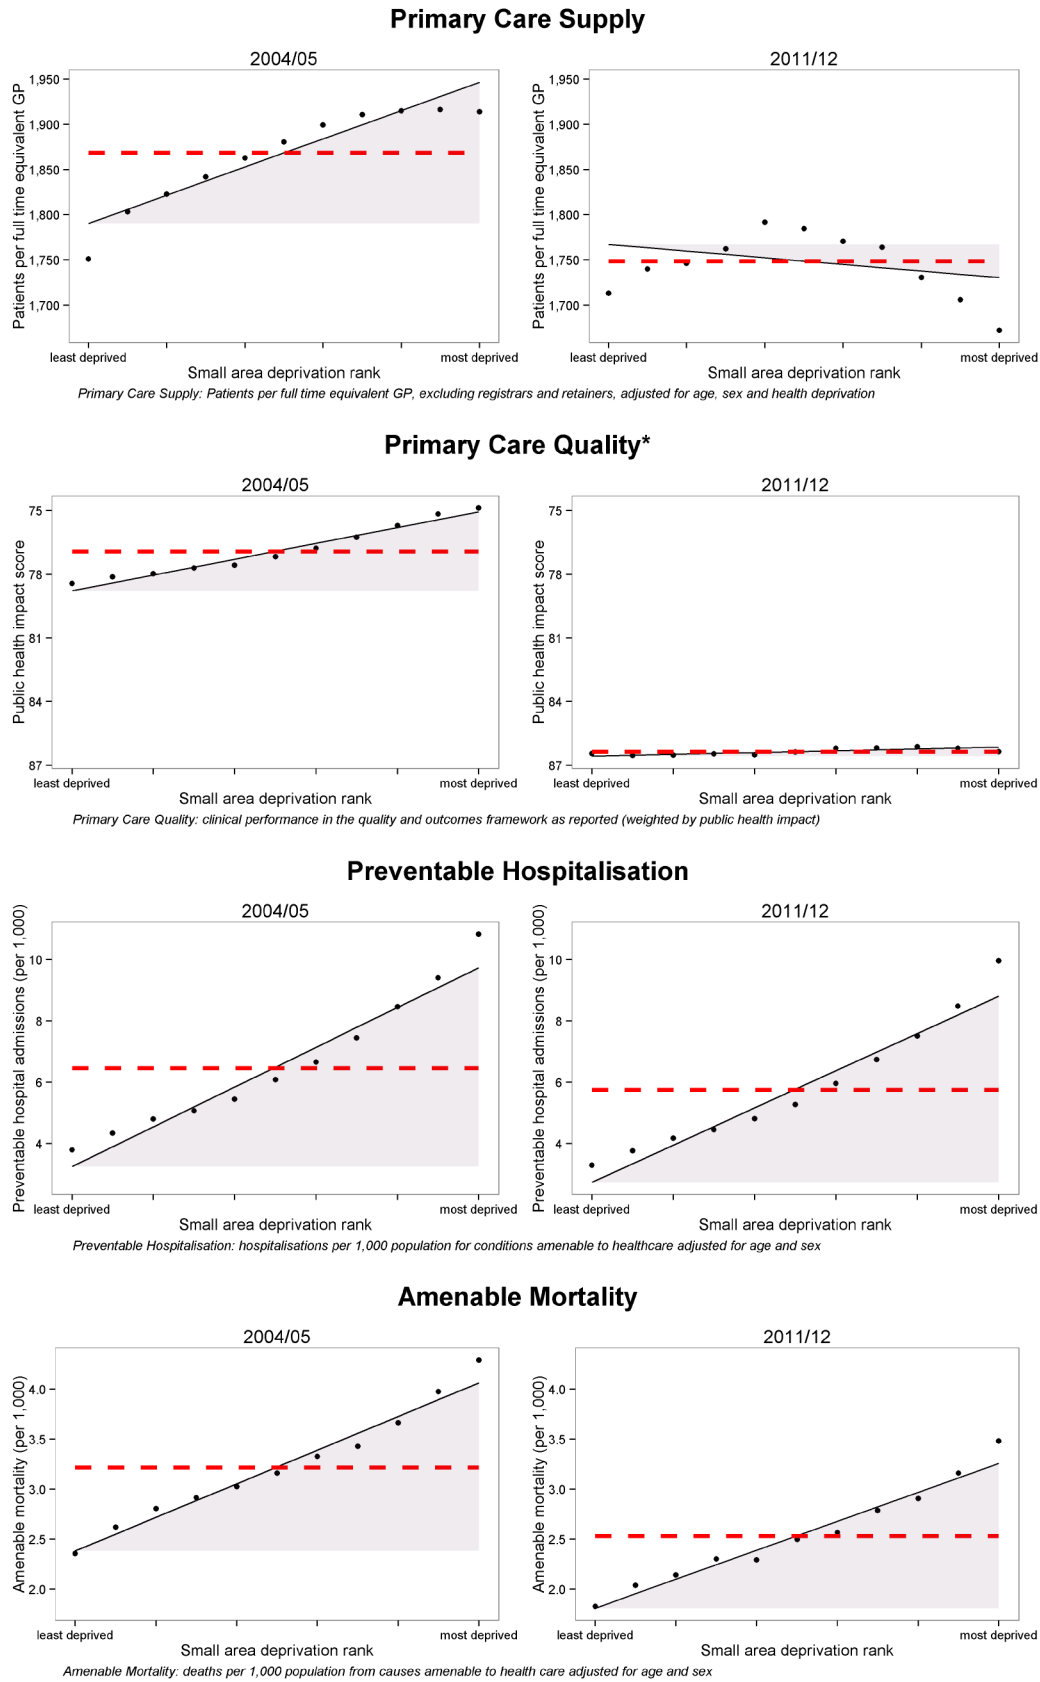 Primary Care Supply
2004/05
2011/12
Patients per full time equivalent GP
1,950
1,900
1,850
1,800
1,750
1,700
least deprived
most deprived
Small area deprivation rank
Patients per full time equivalent GP
1,950
1,900
1,850
1,800
1,750
1,700
least deprived
most deprived
Small area deprivation rank
Primary Care Supply: Patients per full time equivalent GP, excluding registrars and retainers, adjusted for age, sex and health deprivation
Primary Care Quality*
2004/05
2011/12
Public health impact score
75
78
81
84
87
least deprived
most deprived
Small area deprivation rank
Public health impact score
75
78
81
84
87
least deprived
most deprived
Small area deprivation rank
Primary Care Quality: clinical performance in the quality and outcomes framework as reported (weighted by public health impact)
Preventable Hospitalisation
2004/05
2011/12
Preventable hospital admissions (per 1,000)
10
8
6
4
least deprived
most deprived
Small area deprivation rank
Preventable hospital admissions (per 1,000)
10
8
6
4
least deprived
most deprived
Small area deprivation rank
Preventable Hospitalisation: hospitalisations per 1,000 population for conditions amenable to healthcare adjusted for age and sex
Amenable Mortality
2004/05
2011/12
Amenable mortality (per 1,000)
4.0
3.5
3.0
2.5
2.0
least deprived
most deprived
Small area deprivation rank
Amenable mortality (per 1,000)
4.0
3.5
3.0
2.5
2.0
least deprived
most deprived
Small area deprivation rank
Amenable Mortality: deaths per 1,000 population from causes amenable to health care adjusted for age and sex